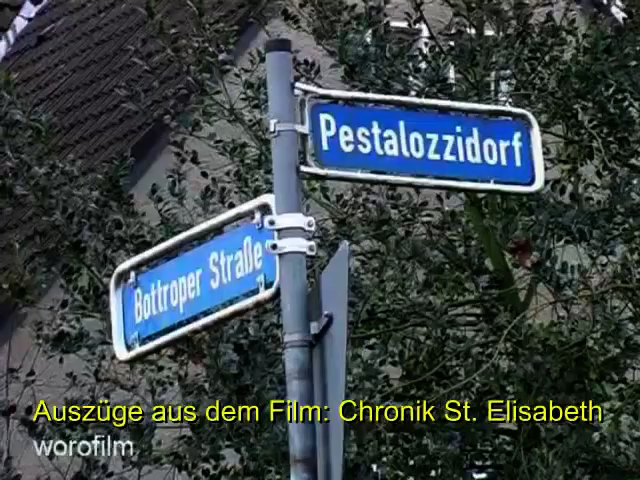 Pestalozzidorf
Bottroper Straße
Auszüge aus dem Film: Chronik St. Elisabeth
worofilm